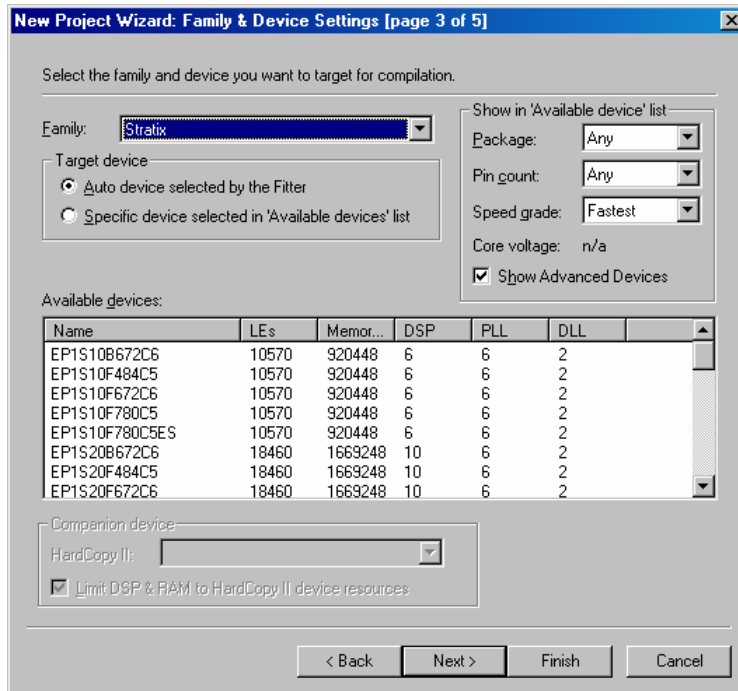 New Project Wizard: Family & Device Settings [page 3 of 5]
Select the family and device you want to target for compilation.
Family: Stratix
Target device
Auto device selected by the Fitter
Specific device selected in 'Available devices' list
Show in 'Available device' list
Package: Any
Pin count: Any
Speed grade: Fastest
Core voltage: n/a
Show Advanced Devices
Available devices:
Name LEs Memor... DSP PLL DLL
EP1S10B672C6 10570 920448 6 6 2
EP1S10F484C5 10570 920448 6 6 2
EP1S10F672C6 10570 920448 6 6 2
EP1S10F780C5 10570 920448 6 6 2
EP1S10F780C5ES 10570 920448 6 6 2
EP1S20B672C6 18460 1669248 10 6 2
EP1S20F484C5 18460 1669248 10 6 2
EP1S20F672C6 18460 1669248 10 6 2
Companion device
HardCopy II:
Limit DSP & RAM to HardCopy II device resources
< Back Next > Finish Cancel